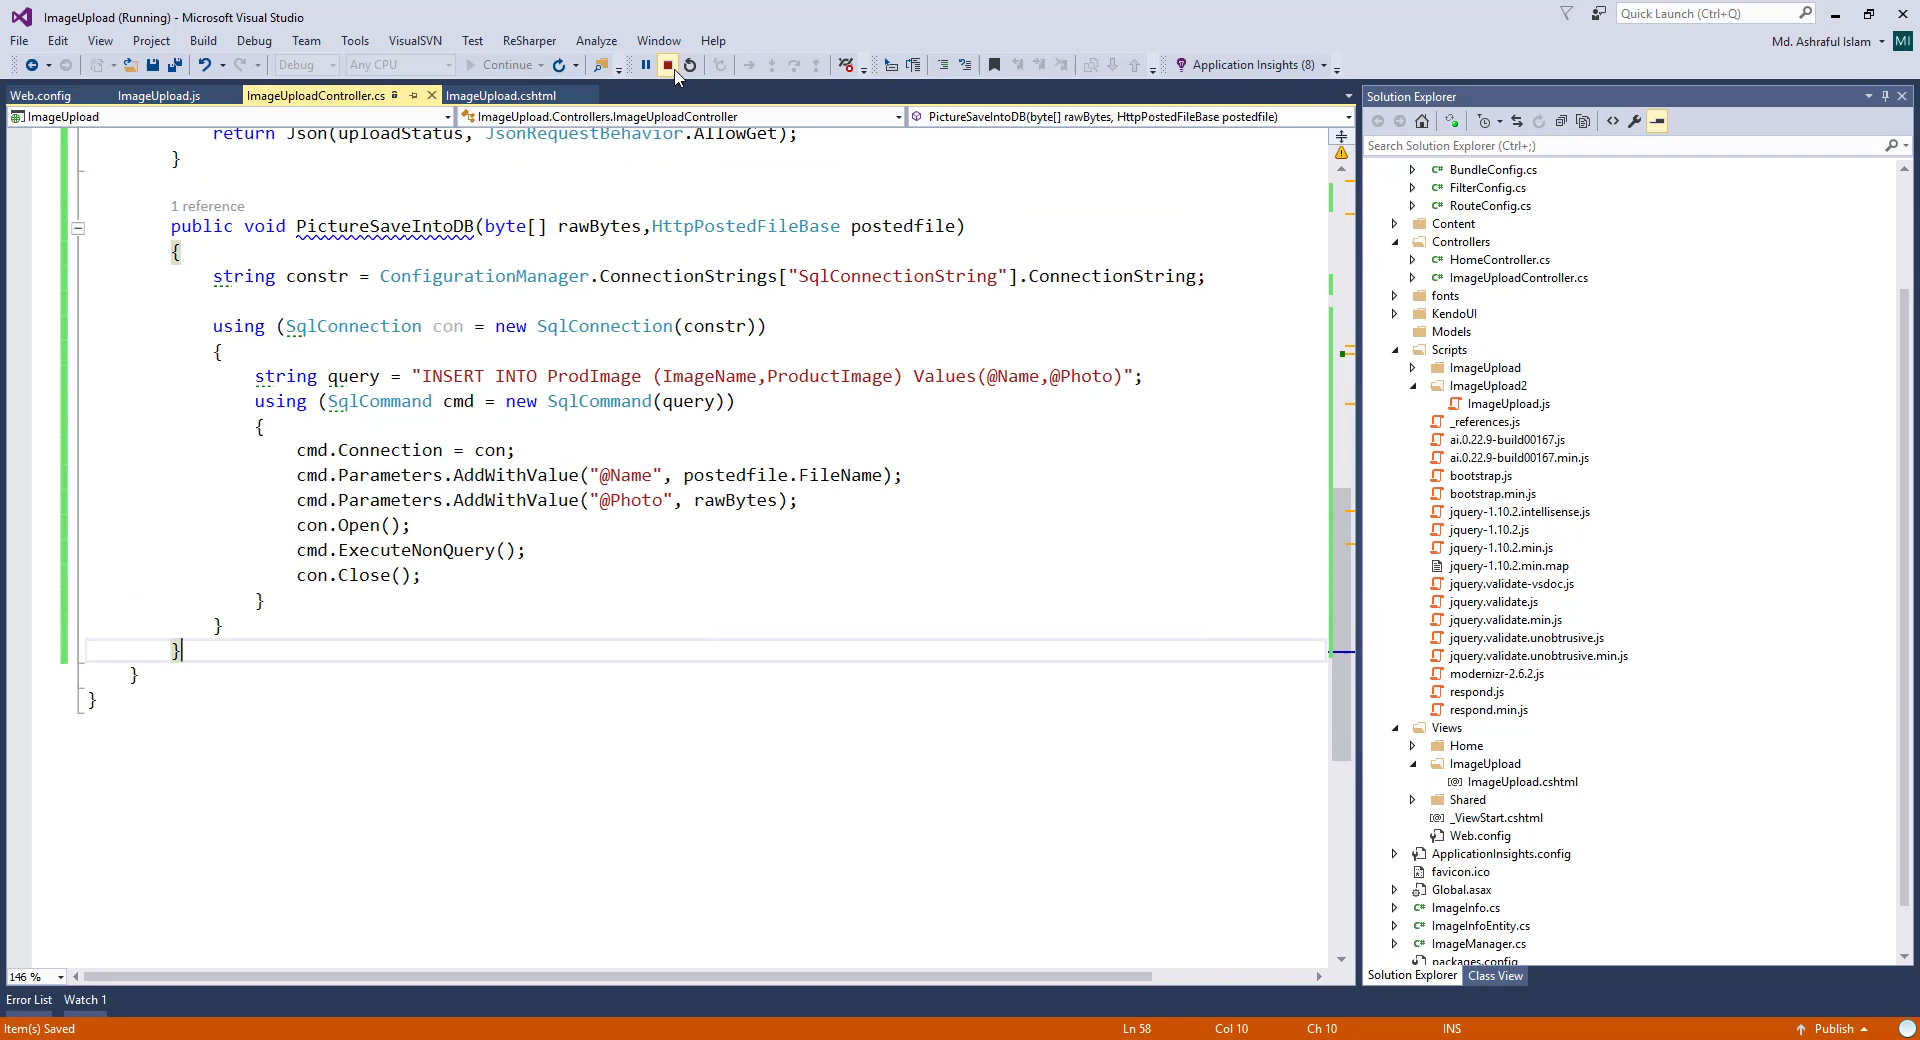 ImageUpload (Running) - Microsoft Visual Studio
Quick Launch (Ctrl+Q)
File Edit View Project Build Debug Team Tools VisualSVN Test ReSharper Analyze Window Help
Md. Ashraful Islam MI
Debug Any CPU Continue Application Insights (8)
Web.config ImageUpload.js ImageUploadController.cs ImageUpload.cshtml
ImageUpload ImageUpload.Controllers.ImageUploadController PictureSaveIntoDB(byte[] rawBytes, HttpPostedFileBase postedfile)
return Json(uploadStatus, JsonRequestBehavior.AllowGet);
}
1 reference
public void PictureSaveIntoDB(byte[] rawBytes,HttpPostedFileBase postedfile)
{
string constr = ConfigurationManager.ConnectionStrings["SqlConnectionString"].ConnectionString;
using (SqlConnection con = new SqlConnection(constr))
{
string query = "INSERT INTO ProdImage (ImageName,ProductImage) Values(@Name,@Photo)";
using (SqlCommand cmd = new SqlCommand(query))
{
cmd.Connection = con;
cmd.Parameters.AddWithValue("@Name", postedfile.FileName);
cmd.Parameters.AddWithValue("@Photo", rawBytes);
con.Open();
cmd.ExecuteNonQuery();
con.Close();
}
}
}
}
}
146 %
Solution Explorer
Search Solution Explorer (Ctrl+;)
BundleConfig.cs
FilterConfig.cs
RouteConfig.cs
Content
Controllers
HomeController.cs
ImageUploadController.cs
fonts
KendoUI
Models
Scripts
ImageUpload
ImageUpload2
ImageUpload.js
_references.js
ai.0.22.9-build00167.js
ai.0.22.9-build00167.min.js
bootstrap.js
bootstrap.min.js
jquery-1.10.2.intellisense.js
jquery-1.10.2.js
jquery-1.10.2.min.js
jquery-1.10.2.min.map
jquery.validate-vsdoc.js
jquery.validate.js
jquery.validate.min.js
jquery.validate.unobtrusive.js
jquery.validate.unobtrusive.min.js
modernizr-2.6.2.js
respond.js
respond.min.js
Views
Home
ImageUpload
ImageUpload.cshtml
Shared
_ViewStart.cshtml
Web.config
ApplicationInsights.config
favicon.ico
Global.asax
ImageInfo.cs
ImageInfoEntity.cs
ImageManager.cs
packages.config
Solution Explorer Class View
Error List Watch 1
Item(s) Saved Ln 58 Col 10 Ch 10 INS Publish